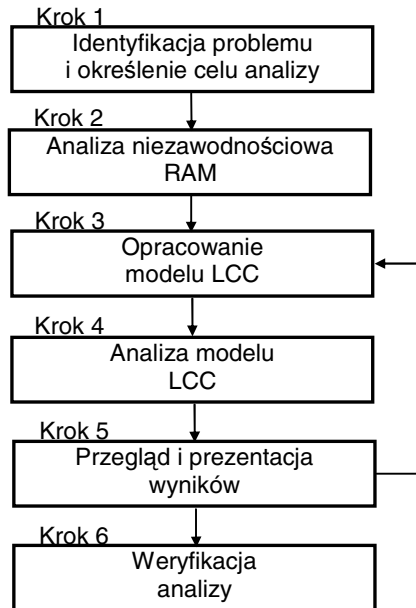 Krok 1
Identyfikacja problemu
i określenie celu analizy
Krok 2
Analiza niezawodnościowa
RAM
Krok 3
Opracowanie
modelu LCC
Krok 4
Analiza modelu
LCC
Krok 5
Przegląd i prezentacja
wyników
Krok 6
Weryfikacja
analizy